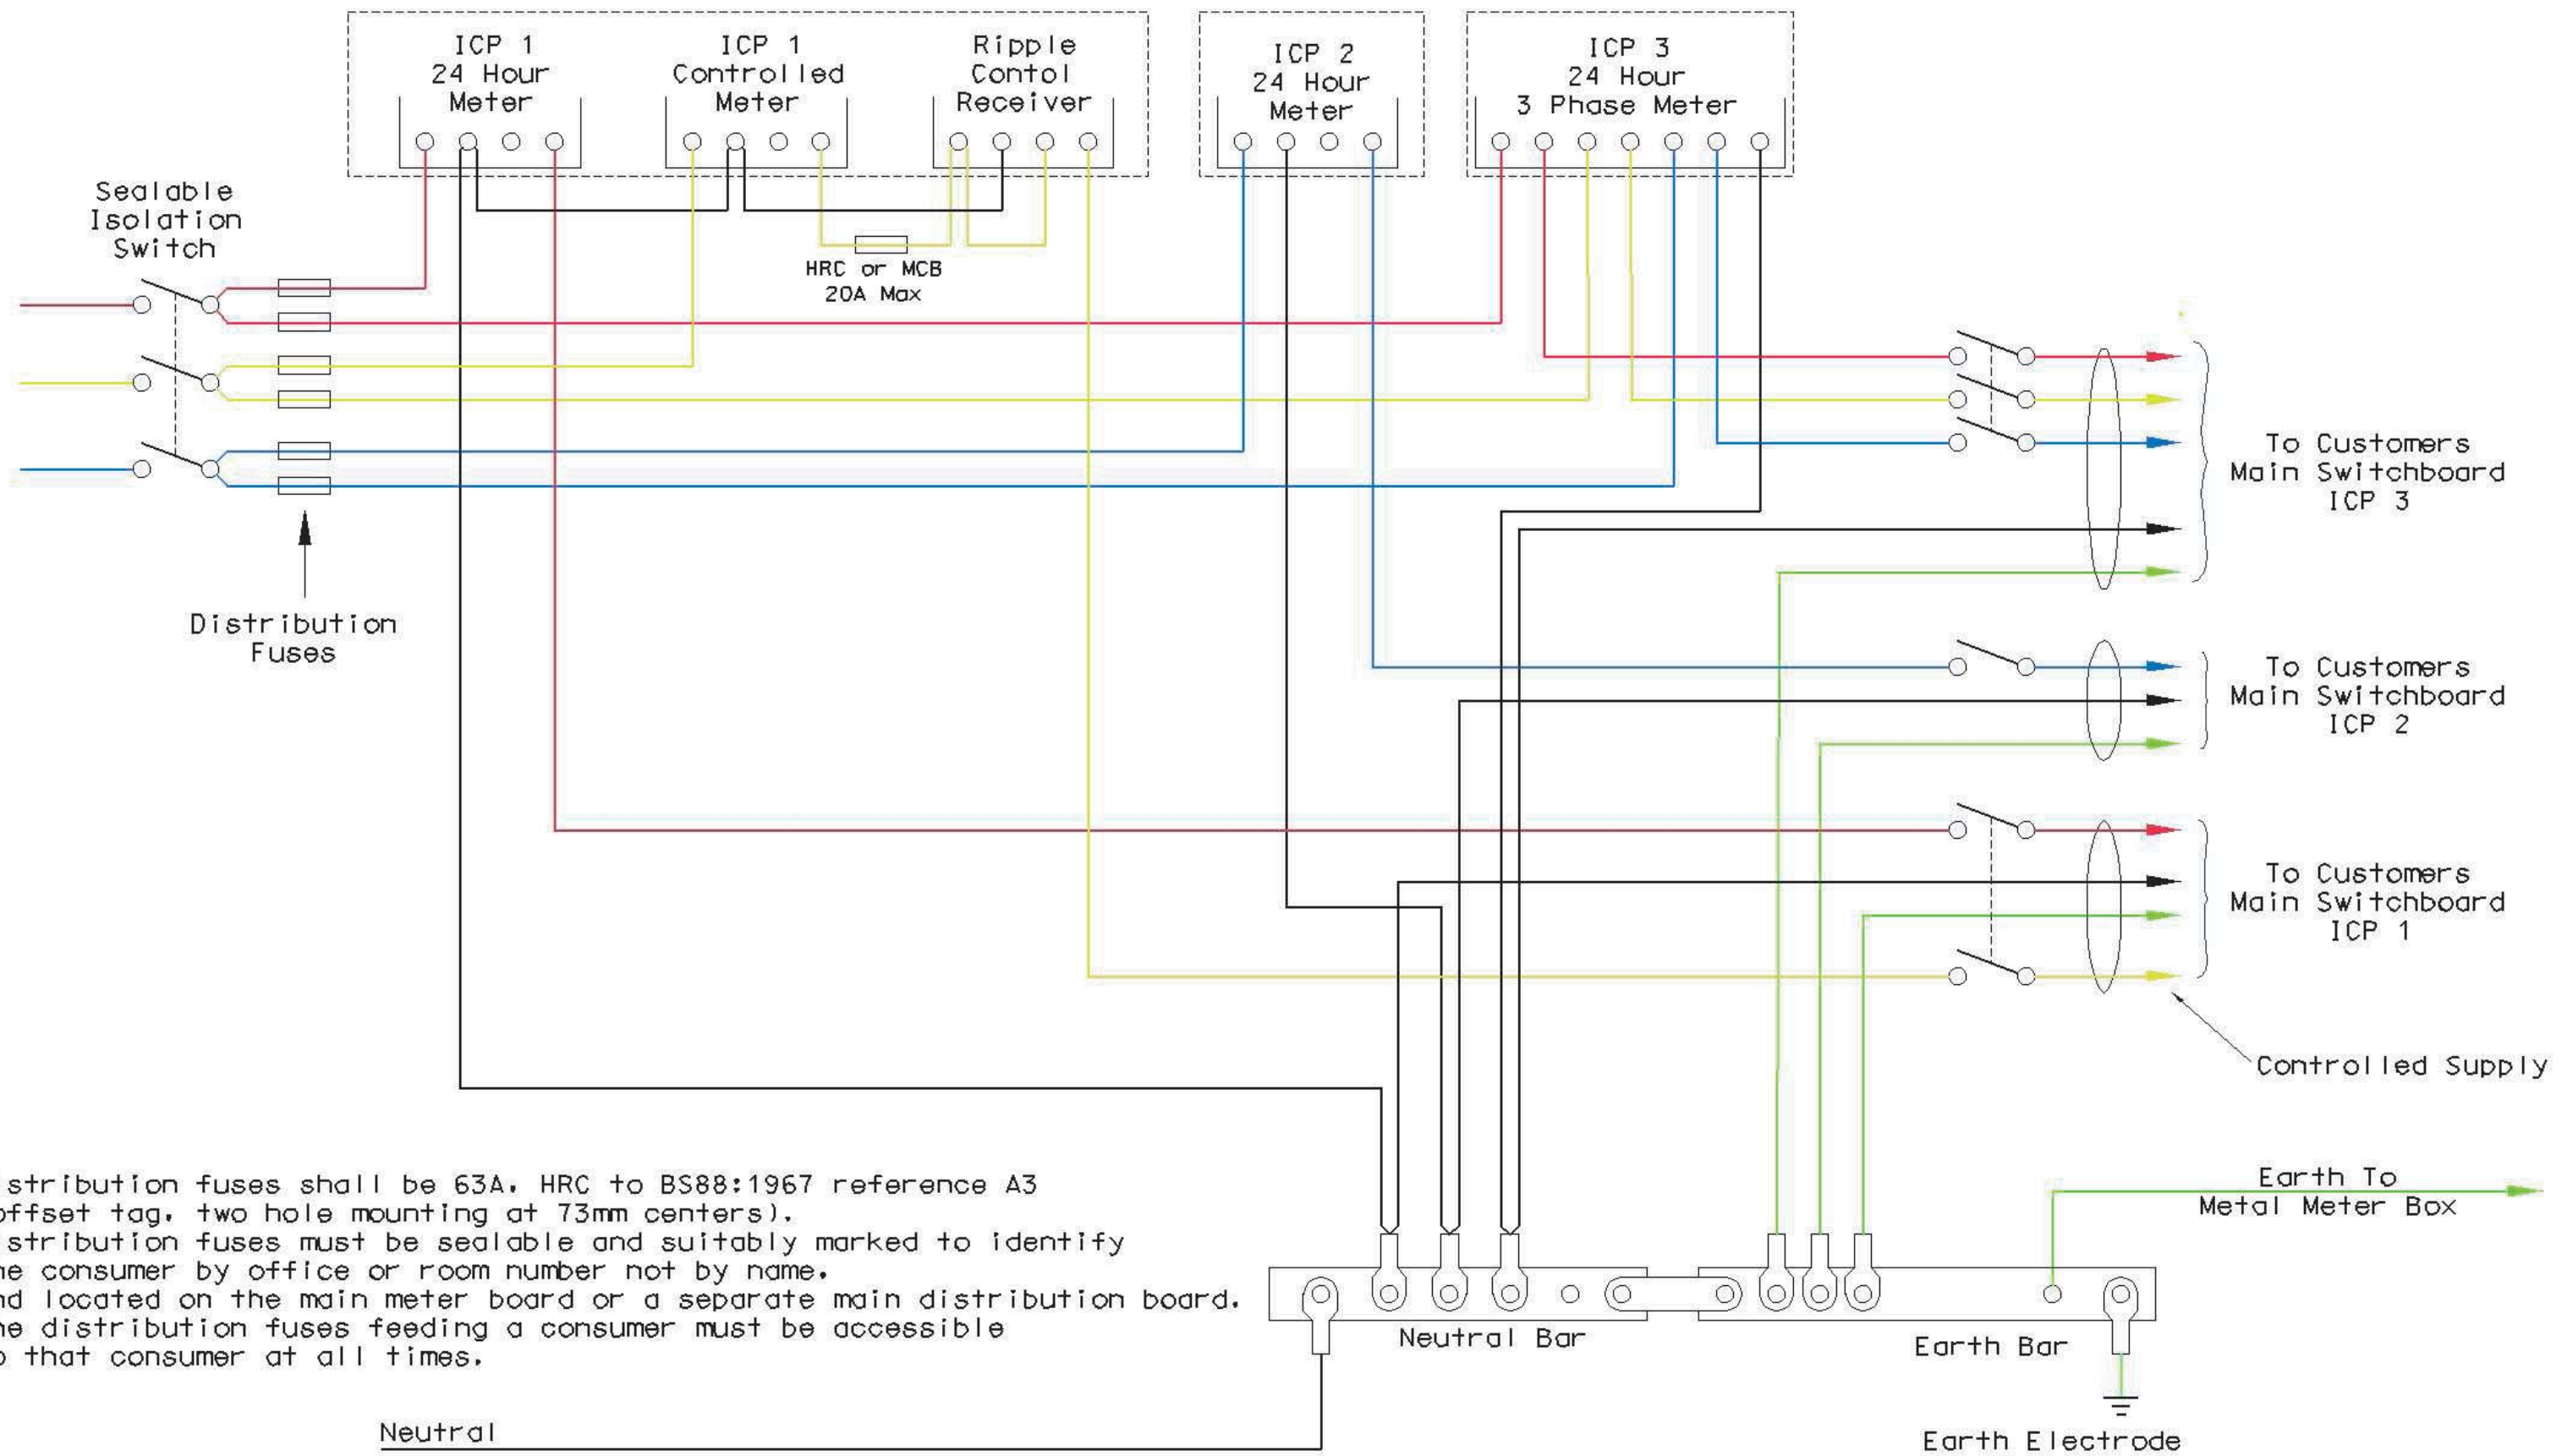 ICP 1
24 Hour
Meter
ICP 1
Controlled
Meter
Ripple
Contol
Receiver
ICP 2
24 Hour
Meter
ICP 3
24 Hour
3 Phase Meter
Sealable
Isolation
Switch
HRC or MCB
20A Max
Distribution
Fuses
To Customers
Main Switchboard
ICP 3
To Customers
Main Switchboard
ICP 2
To Customers
Main Switchboard
ICP 1
Controlled Supply
Earth To
Metal Meter Box
stribution fuses shall be 63A. HRC to BS88:1967 reference A3
offset tag. two hole mounting at 73mm centers).
stribution fuses must be sealable and suitably marked to identify
he consumer by office or room number not by name.
nd located on the main meter board or a separate main distribution board.
he distribution fuses feeding a consumer must be accessible
o that consumer at all times.
Neutral Bar
Earth Bar
Neutral
Earth Electrode